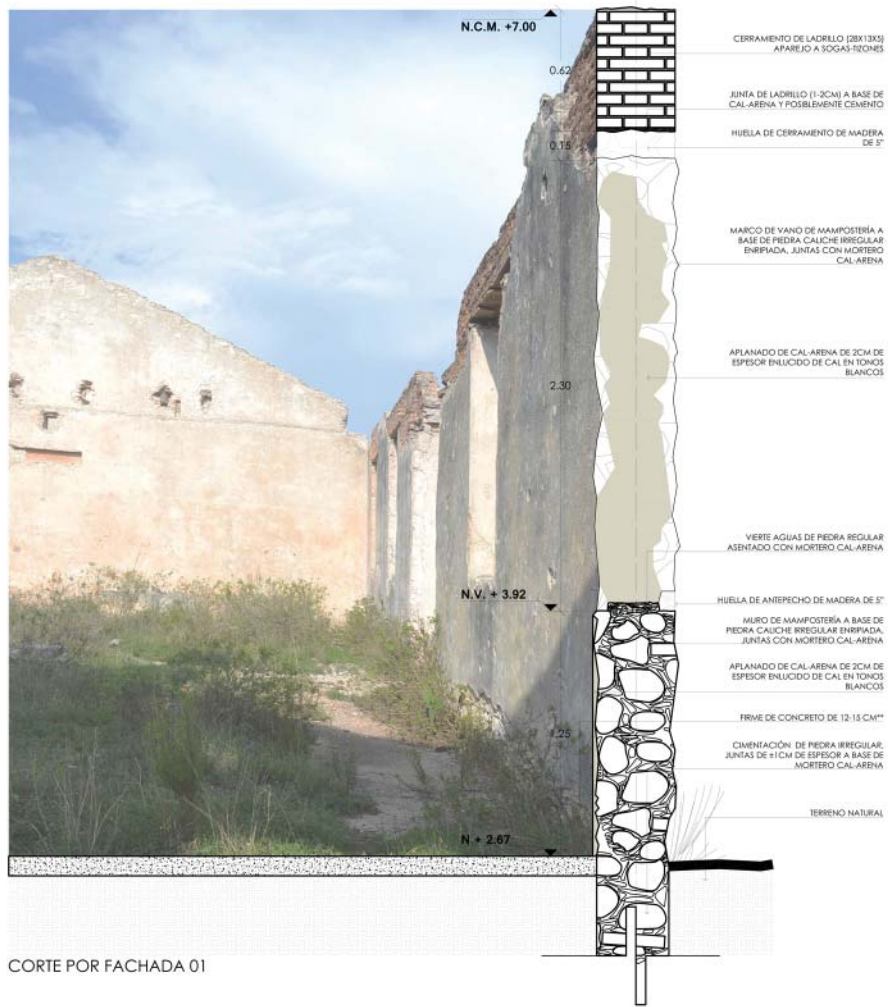 N.C.M. +7.00
0.62
0.15
2.30
N.V. + 3.92
1.25
N + 2.67
CERRAMIENTO DE LADRILLO (28X13X5)
APAREJO A SOGAS-TIZONES
JUNTA DE LADRILLO (1-2CM) A BASE DE
CAL-ARENA Y POSIBLEMENTE CEMENTO
HUELLA DE CERRAMIENTO DE MADERA
DE 5"
MARCO DE VANO DE MAMPOSTERÍA A
BASE DE PIEDRA CALICHE IRREGULAR
ENRIPIADA, JUNTAS CON MORTERO
CAL-ARENA
APLANADO DE CAL-ARENA DE 2CM DE
ESPESOR ENLUCIDO DE CAL EN TONOS
BLANCOS
VIERTE AGUAS DE PIEDRA REGULAR
ASENTADO CON MORTERO CAL-ARENA
HUELLA DE ANTEPECHO DE MADERA DE 5"
MURO DE MAMPOSTERÍA A BASE DE
PIEDRA CALICHE IRREGULAR ENRIPIADA,
JUNTAS CON MORTERO CAL-ARENA
APLANADO DE CAL-ARENA DE 2CM DE
ESPESOR ENLUCIDO DE CAL EN TONOS
BLANCOS
FIRME DE CONCRETO DE 12-15 CM**
CIMENTACIÓN DE PIEDRA IRREGULAR,
JUNTAS DE ±1CM DE ESPESOR A BASE DE
MORTERO CAL-ARENA
TERRENO NATURAL
CORTE POR FACHADA 01